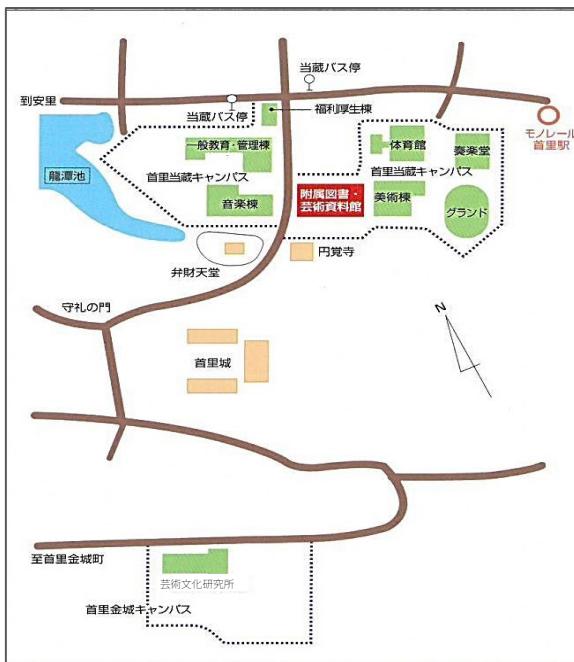 当蔵バス停
到安里
当蔵バス停
福利厚生棟
モノレール
首里駅
一般教育・管理棟
体育館
奏楽堂
龍潭池
首里当蔵キャンパス
首里当蔵キャンパス
音楽棟
附属図書・
芸術資料館
美術棟
グランド
弁財天堂
円覚寺
守礼の門
N
首里城
至首里金城町
芸術文化研究所
首里金城キャンパス